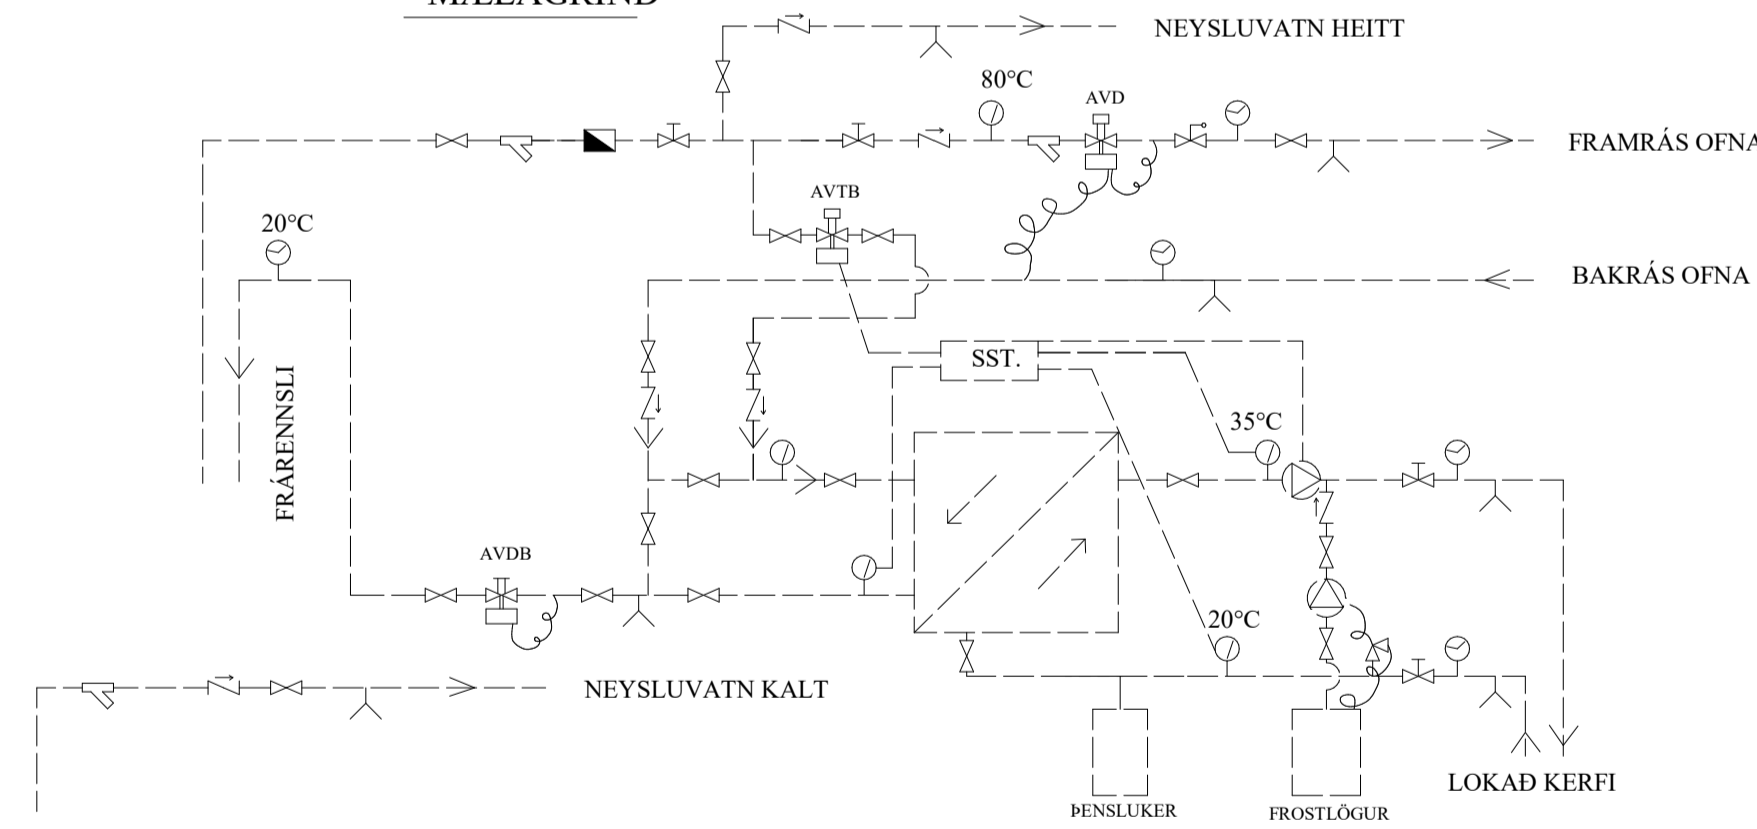 MÆLAGRIND
NEYSLUVATN HEITT
80°C
AVD
FRAMRÁS OFNA
AVTB
20°C
BAKRÁS OFNA
SST.
FRÁRENNSLI
35°C
AVDB
20°C
NEYSLUVATN KALT
LOKAÐ KERFI
ÞENSLUKER
FROSTLÖGUR